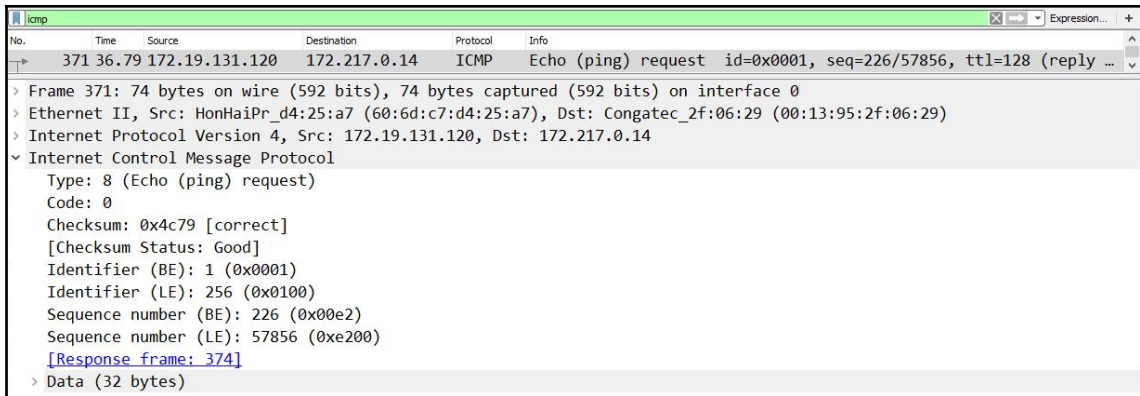 icmp Expression... +
No. Time Source Destination Protocol Info
371 36.79 172.19.131.120 172.217.0.14 ICMP Echo (ping) request id=0x0001, seq=226/57856, ttl=128 (reply …
Frame 371: 74 bytes on wire (592 bits), 74 bytes captured (592 bits) on interface 0
Ethernet II, Src: HonHaiPr_d4:25:a7 (60:6d:c7:d4:25:a7), Dst: Congatec_2f:06:29 (00:13:95:2f:06:29)
Internet Protocol Version 4, Src: 172.19.131.120, Dst: 172.217.0.14
Internet Control Message Protocol
Type: 8 (Echo (ping) request)
Code: 0
Checksum: 0x4c79 [correct]
[Checksum Status: Good]
Identifier (BE): 1 (0x0001)
Identifier (LE): 256 (0x0100)
Sequence number (BE): 226 (0x00e2)
Sequence number (LE): 57856 (0xe200)
[Response frame: 374]
Data (32 bytes)